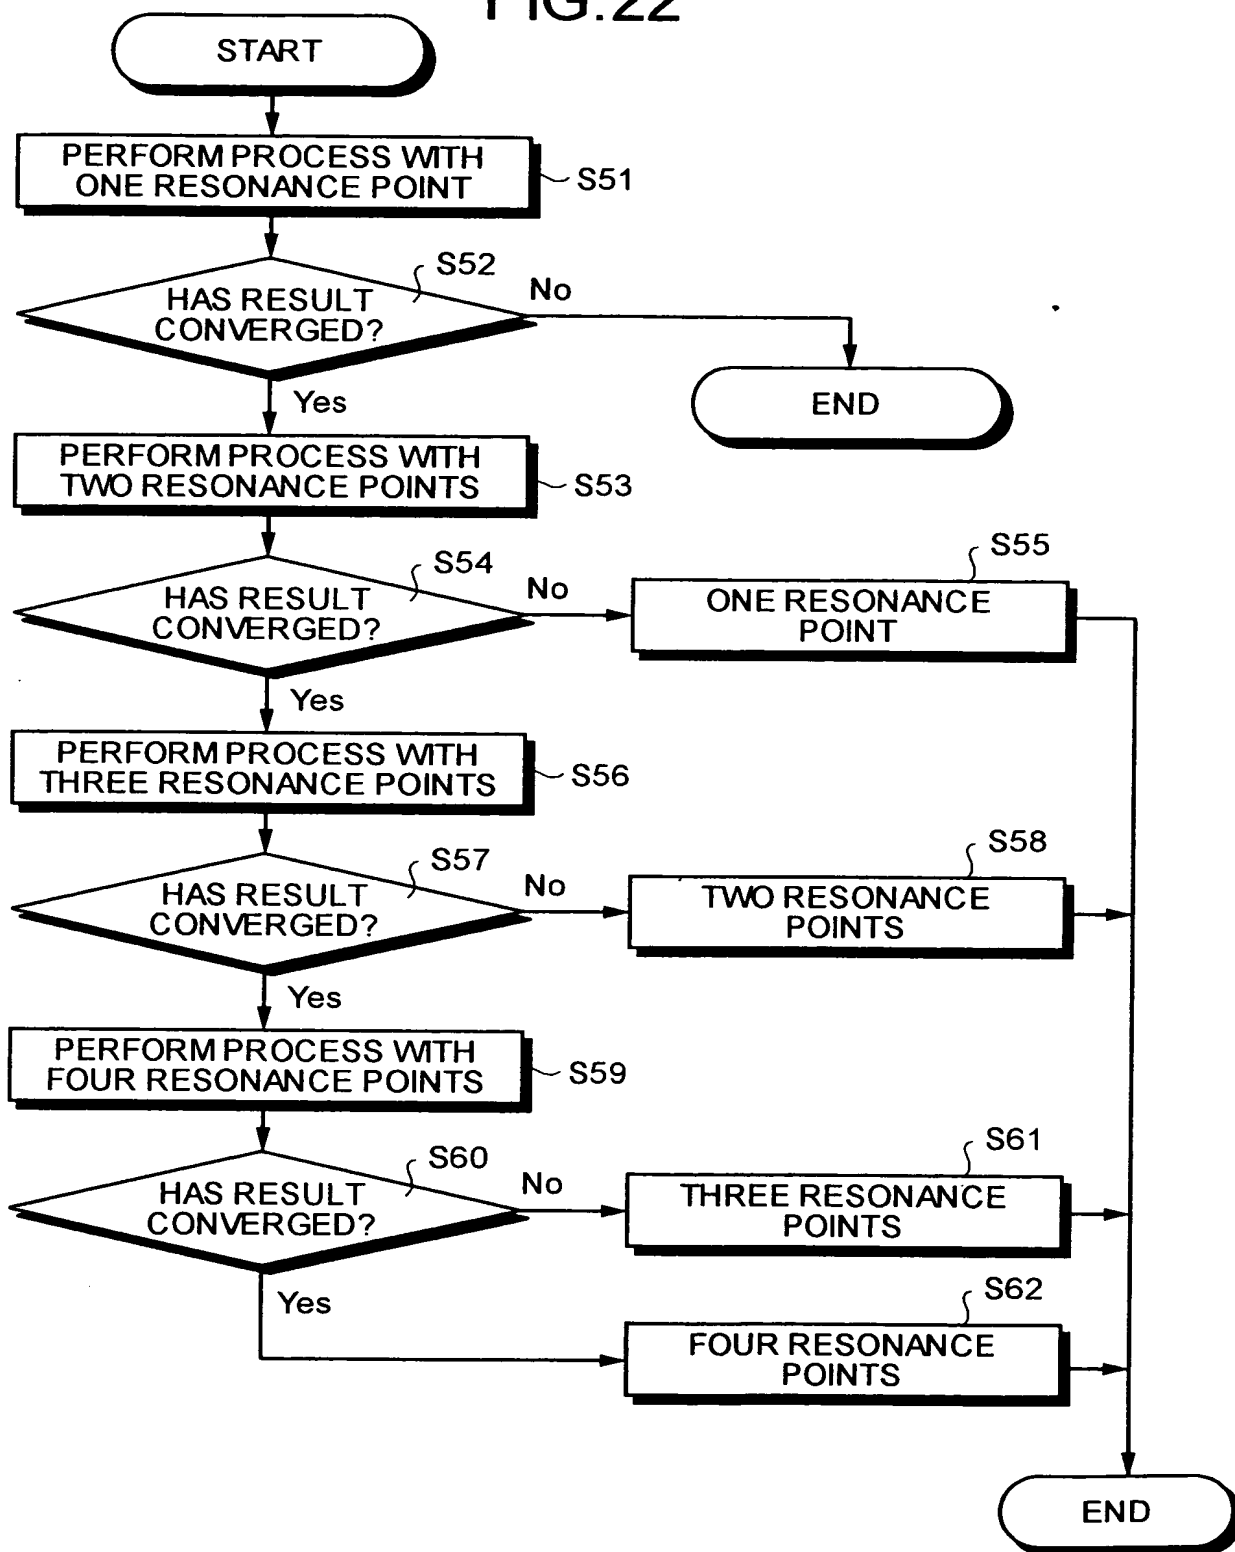 FIG.22
START
PERFORM PROCESS WITH
ONE RESONANCE POINT
S51
S52
HAS RESULT
CONVERGED?
No
END
Yes
PERFORM PROCESS WITH
TWO RESONANCE POINTS
S53
S54
HAS RESULT
CONVERGED?
No
S55
ONE RESONANCE
POINT
Yes
PERFORM PROCESS WITH
THREE RESONANCE POINTS
S56
S57
HAS RESULT
CONVERGED?
No
S58
TWO RESONANCE
POINTS
Yes
PERFORM PROCESS WITH
FOUR RESONANCE POINTS
S59
S60
HAS RESULT
CONVERGED?
No
S61
THREE RESONANCE
POINTS
Yes
S62
FOUR RESONANCE
POINTS
END